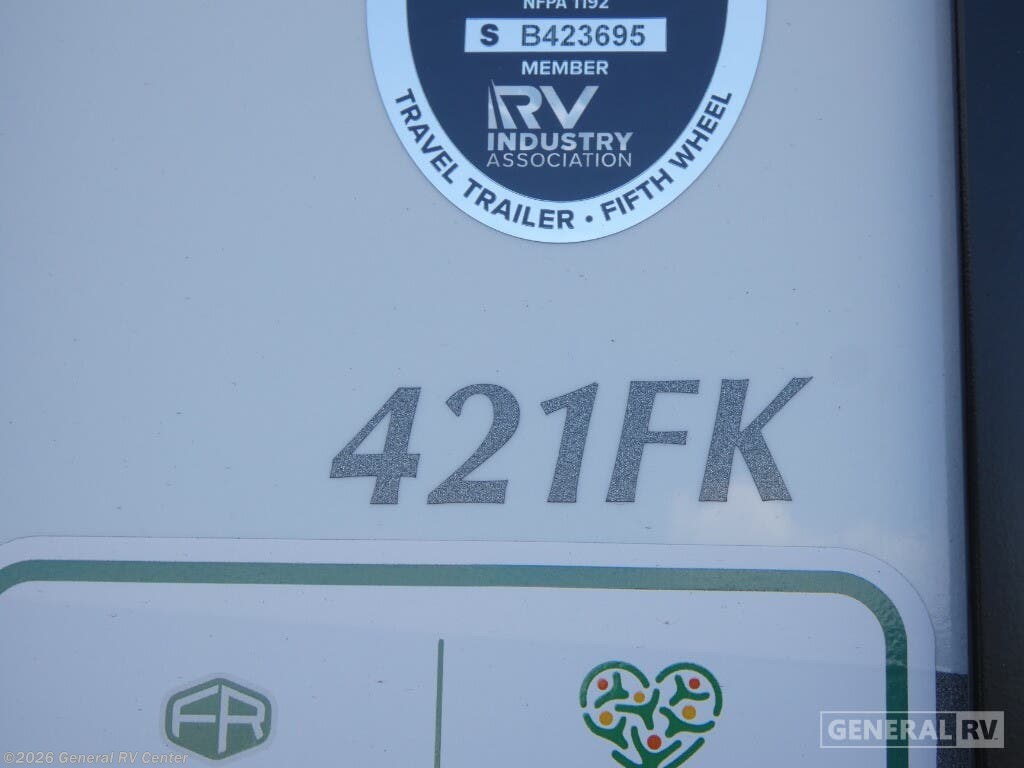 NFPA 1192
S B423695
MEMBER
RV
INDUSTRY
ASSOCIATION
TRAVEL TRAILER • FIFTH WHEEL
421FK
FR
GENERAL RV
©2026 General RV Center